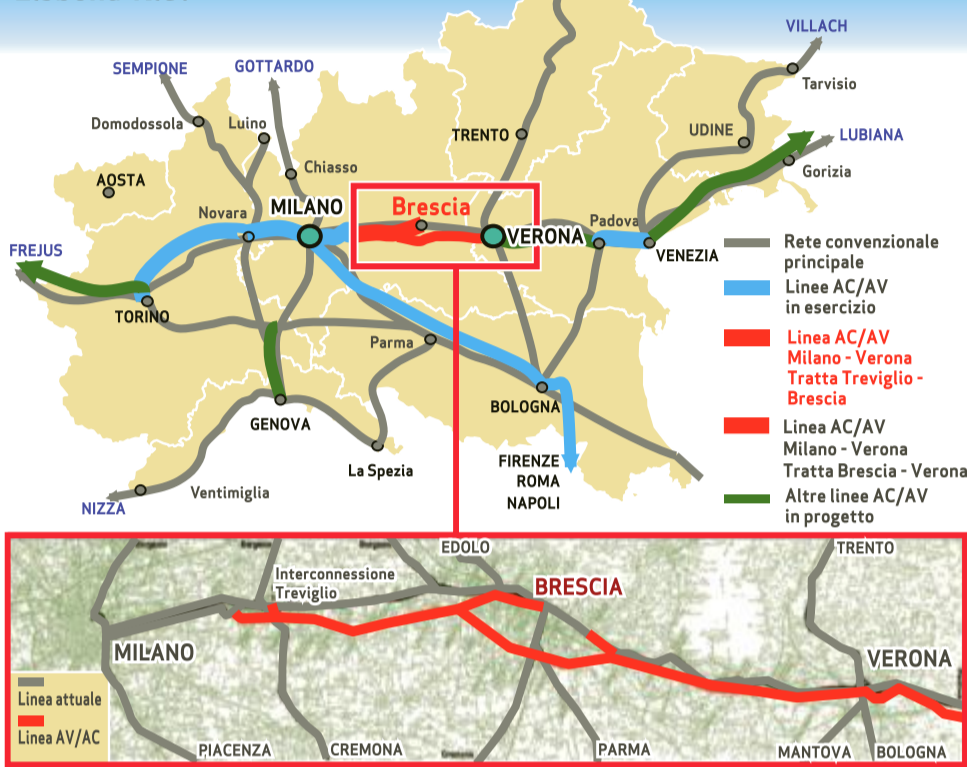 VILLACH
SEMPIONE
GOTTARDO
Tarvisio
Domodossola
Luino
TRENTO
UDINE
LUBIANA
Chiasso
Gorizia
AOSTA
Novara
MILANO
Brescia
Padova
VERONA
FREJUS
VENEZIA
TORINO
Parma
BOLOGNA
GENOVA
La Spezia
FIRENZE
ROMA
NAPOLI
Ventimiglia
NIZZA
Rete convenzionale
principale
Linee AC/AV
in esercizio
Linea AC/AV
Milano - Verona
Tratta Treviglio -
Brescia
Linea AC/AV
Milano - Verona
Tratta Brescia - Verona
Altre linee AC/AV
in progetto
EDOLO
TRENTO
Interconnessione
Treviglio
BRESCIA
MILANO
VERONA
Linea attuale
Linea AV/AC
PIACENZA
CREMONA
PARMA
MANTOVA
BOLOGNA